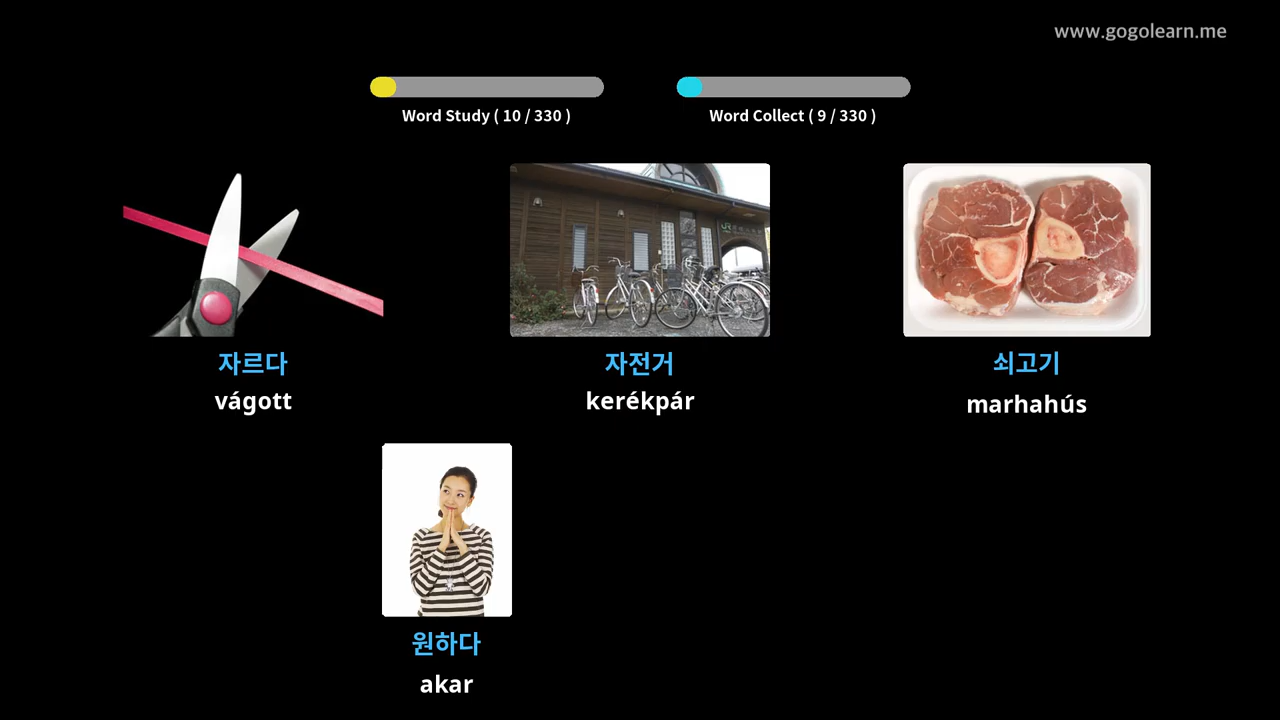 www.gogolearn.me
Word Study ( 10 / 330 )
Word Collect ( 9 / 330 )
자르다
vágott
자전거
kerékpár
쇠고기
marhahús
원하다
akar